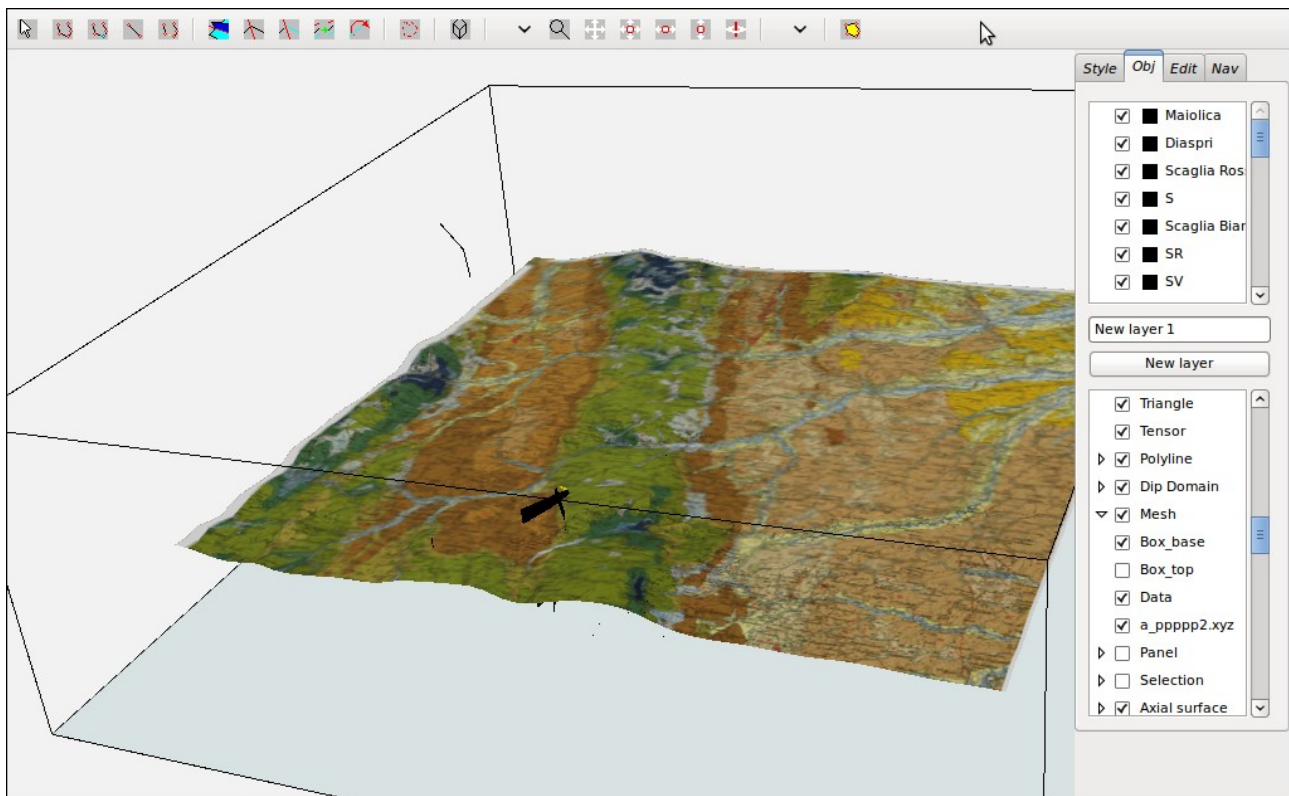 Style Obj Edit Nav
Maiolica
Diaspri
Scaglia Ros
S
Scaglia Biar
SR
SV
New layer 1
New layer
Triangle
Tensor
Polyline
Dip Domain
Mesh
Box_base
Box_top
Data
a_ppppp2.xyz
Panel
Selection
Axial surface